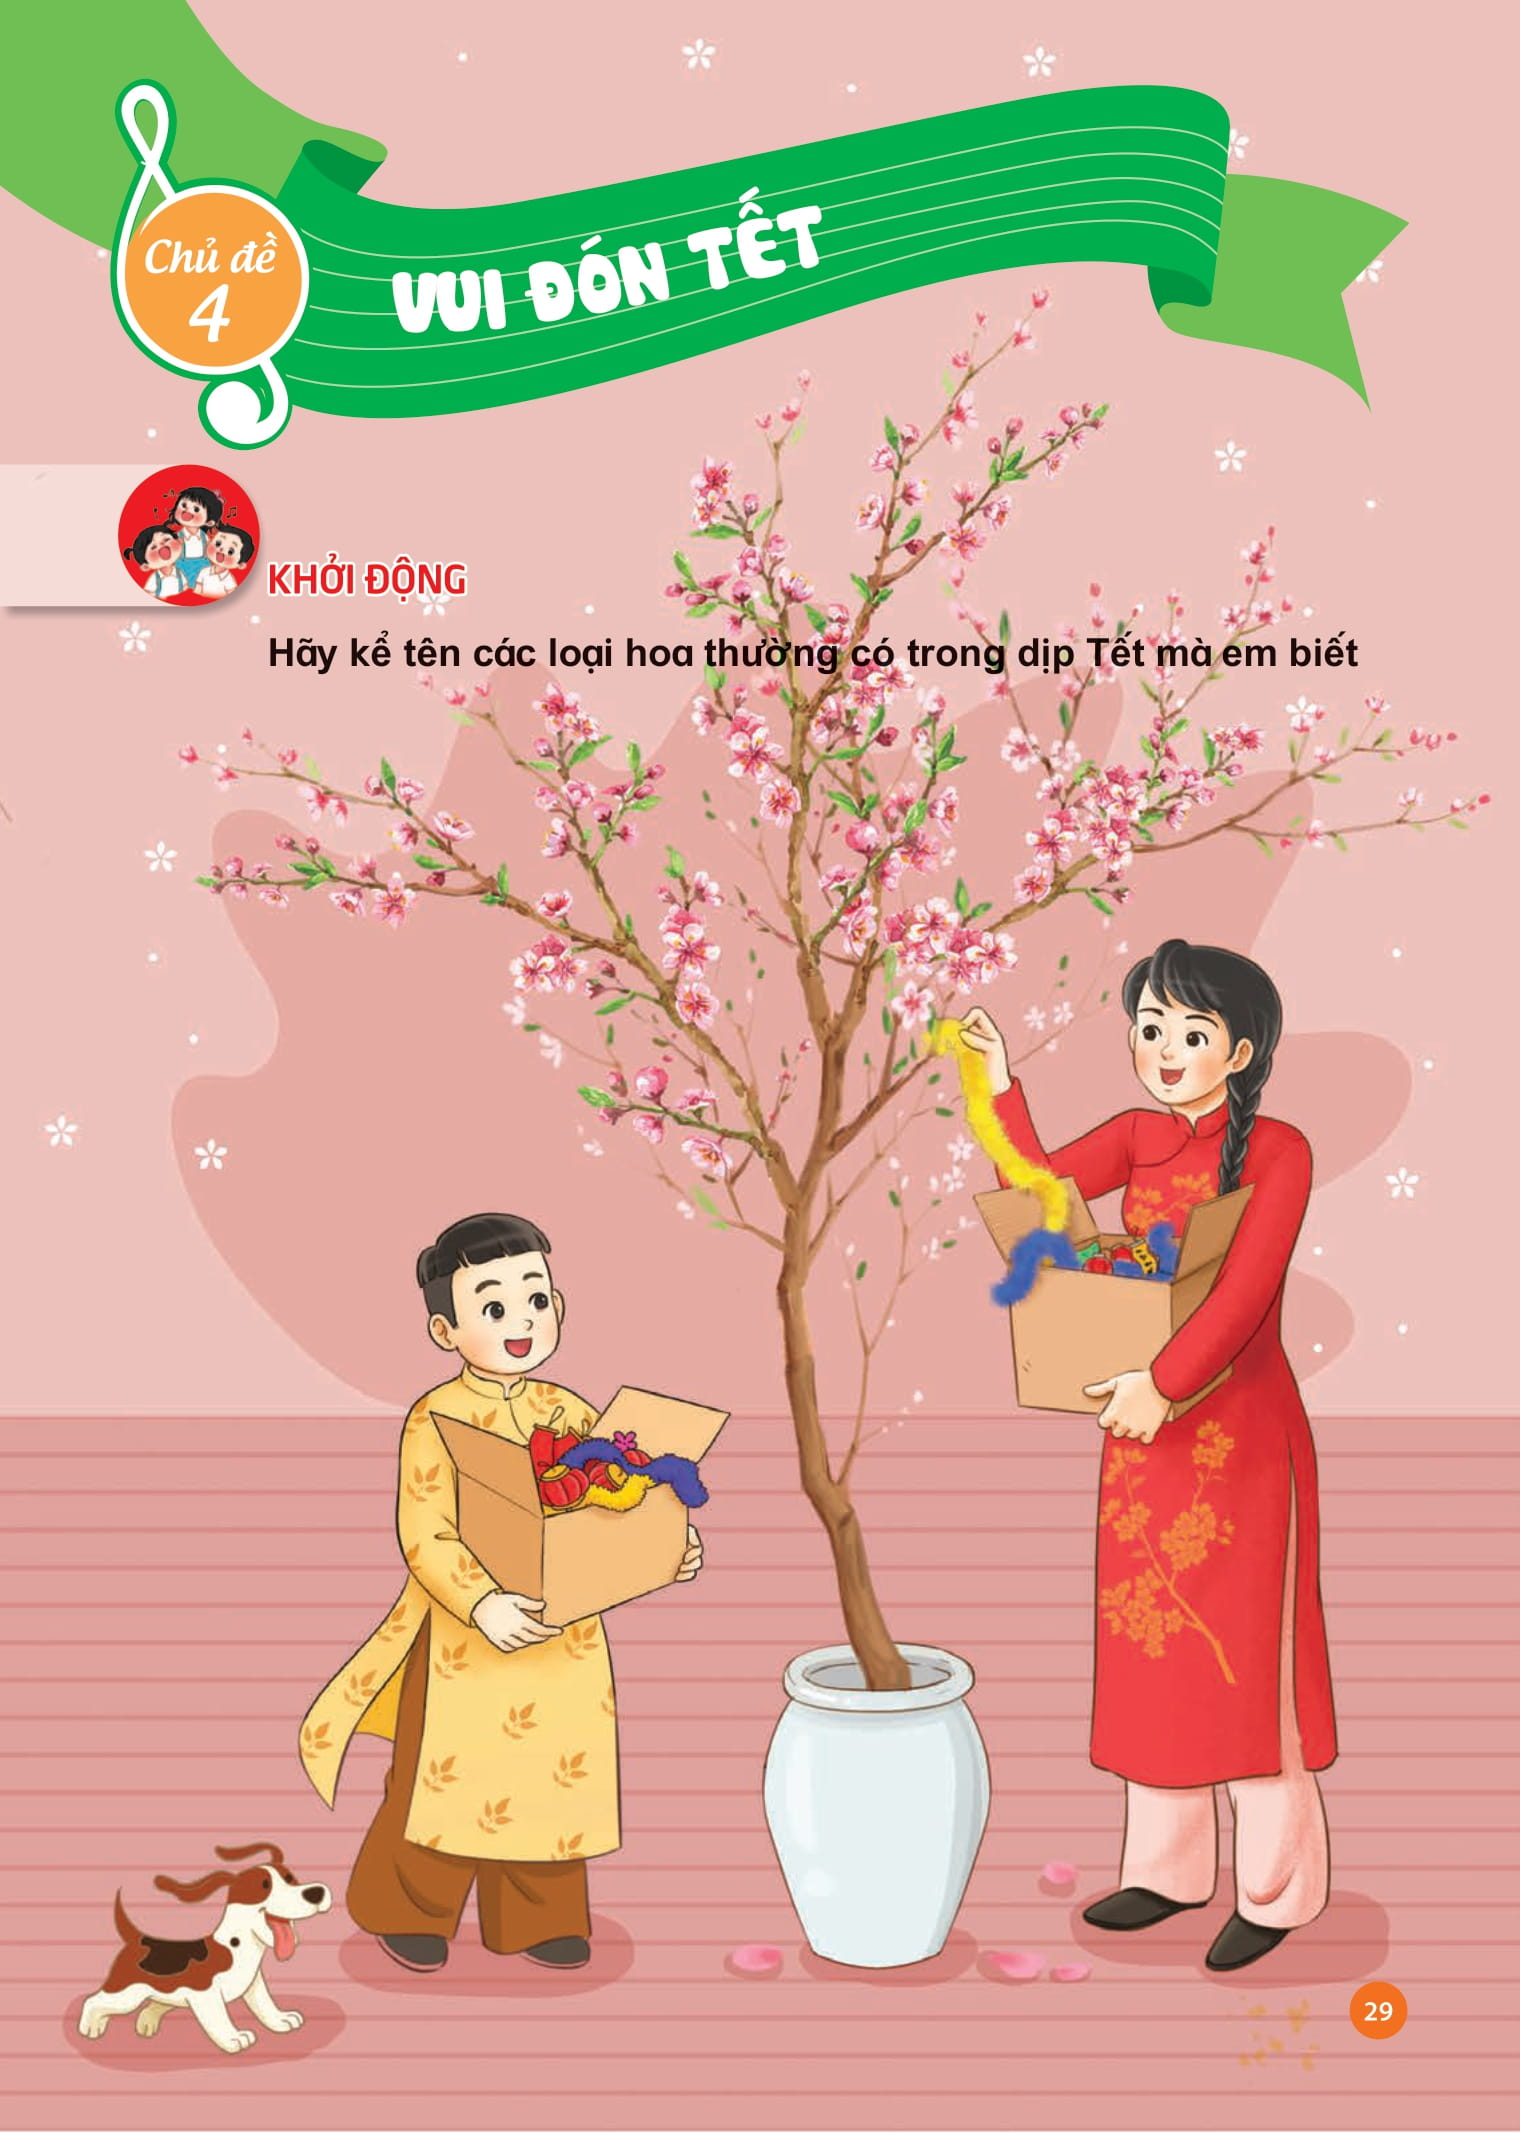 Chủ đề
4
VUI ĐÓN TẾT
KHỞI ĐỘNG
Hãy kể tên các loại hoa thường có trong dịp Tết mà em biết
29